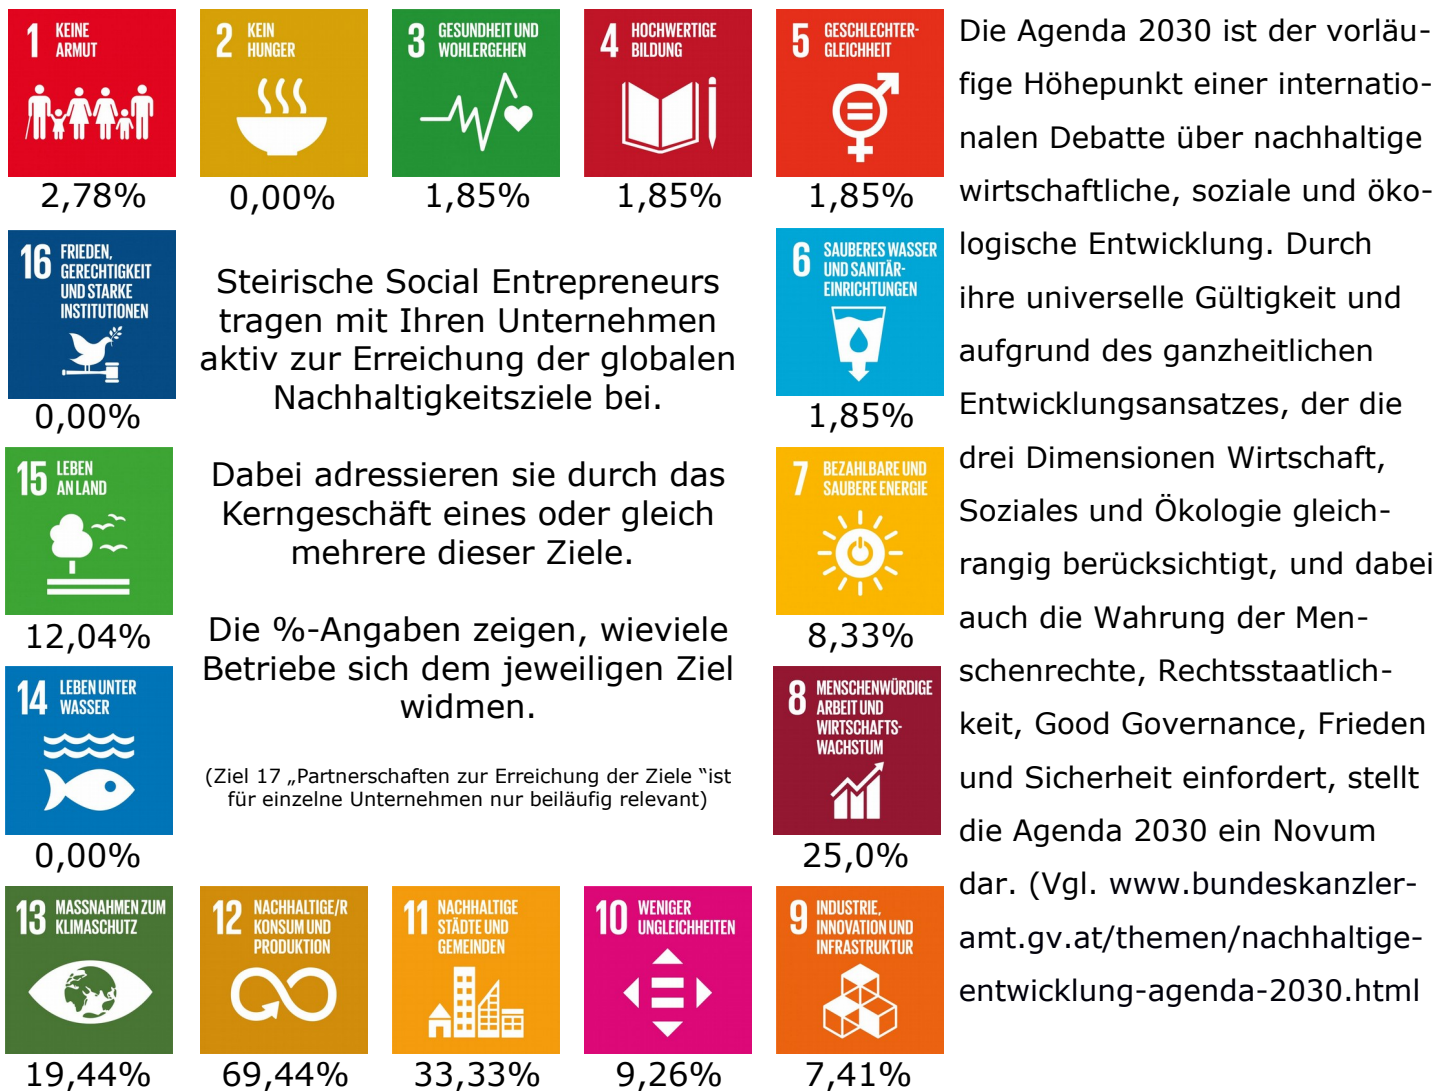 1 KEINE
ARMUT
2,78%
2 KEIN
HUNGER
0,00%
3 GESUNDHEIT UND
WOHLERGEHEN
1,85%
4 HOCHWERTIGE
BILDUNG
1,85%
5 GESCHLECHTER-
GLEICHHEIT
1,85%
16 FRIEDEN,
GERECHTIGKEIT
UND STARKE
INSTITUTIONEN
0,00%
Steirische Social Entrepreneurs
tragen mit Ihren Unternehmen
aktiv zur Erreichung der globalen
Nachhaltigkeitsziele bei.
Dabei adressieren sie durch das
Kerngeschäft eines oder gleich
mehrere dieser Ziele.
Die %-Angaben zeigen, wieviele
Betriebe sich dem jeweiligen Ziel
widmen.
(Ziel 17 „Partnerschaften zur Erreichung der Ziele “ist
für einzelne Unternehmen nur beiläufig relevant)
6 SAUBERES WASSER
UND SANITÄR-
EINRICHTUNGEN
1,85%
15 LEBEN
AN LAND
12,04%
7 BEZAHLBARE UND
SAUBERE ENERGIE
8,33%
14 LEBEN UNTER
WASSER
0,00%
8 MENSCHENWÜRDIGE
ARBEIT UND
WIRTSCHAFTS-
WACHSTUM
25,0%
13 MASSNAHMEN ZUM
KLIMASCHUTZ
19,44%
12 NACHHALTIGE/R
KONSUM UND
PRODUKTION
69,44%
11 NACHHALTIGE
STÄDTE UND
GEMEINDEN
33,33%
10 WENIGER
UNGLEICHHEITEN
9,26%
9 INDUSTRIE,
INNOVATION UND
INFRASTRUKTUR
7,41%
Die Agenda 2030 ist der vorläu-
fige Höhepunkt einer internatio-
nalen Debatte über nachhaltige
wirtschaftliche, soziale und öko-
logische Entwicklung. Durch
ihre universelle Gültigkeit und
aufgrund des ganzheitlichen
Entwicklungsansatzes, der die
drei Dimensionen Wirtschaft,
Soziales und Ökologie gleich-
rangig berücksichtigt, und dabei
auch die Wahrung der Men-
schenrechte, Rechtsstaatlich-
keit, Good Governance, Frieden
und Sicherheit einfordert, stellt
die Agenda 2030 ein Novum
dar. (Vgl. www.bundeskanzler-
amt.gv.at/themen/nachhaltige-
entwicklung-agenda-2030.html